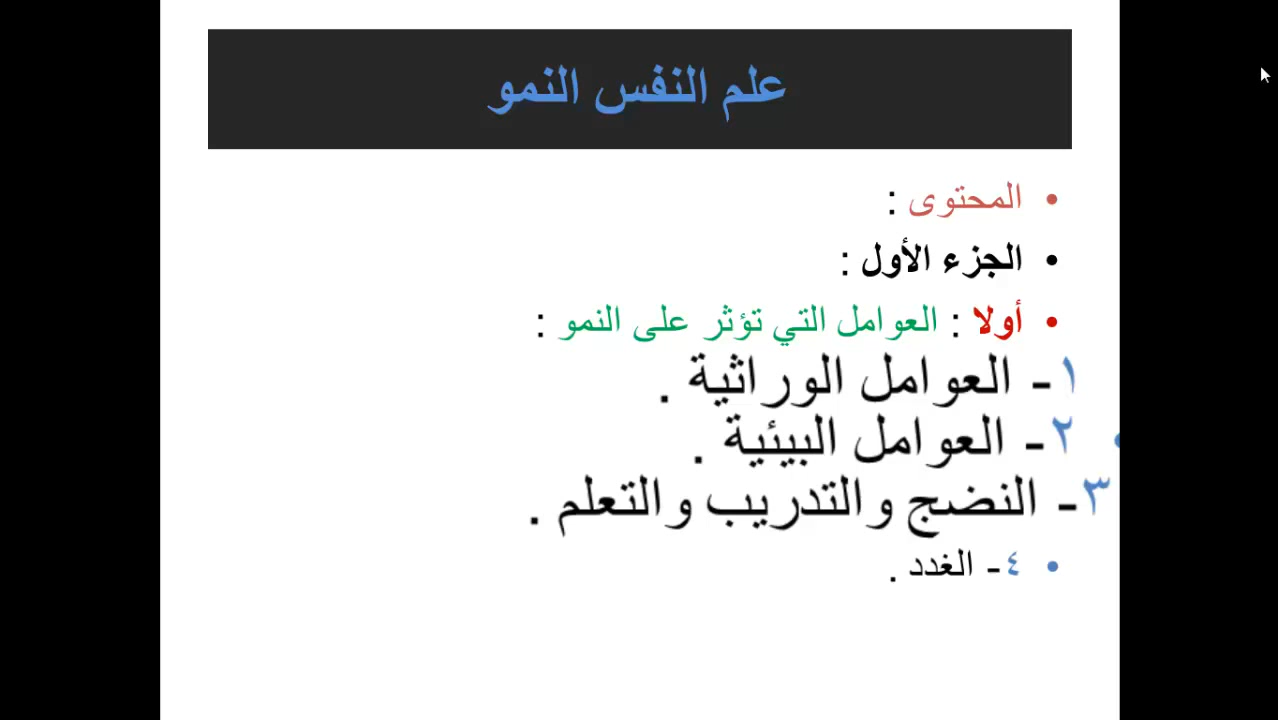 علم النفس النمو
• المحتوى :
• الجزء الأول :
• أولا : العوامل التي تؤثر على النمو :
١- العوامل الوراثية .
• ٢- العوامل البيئية .
٣- النضج والتدريب والتعلم .
• ٤- الغدد .